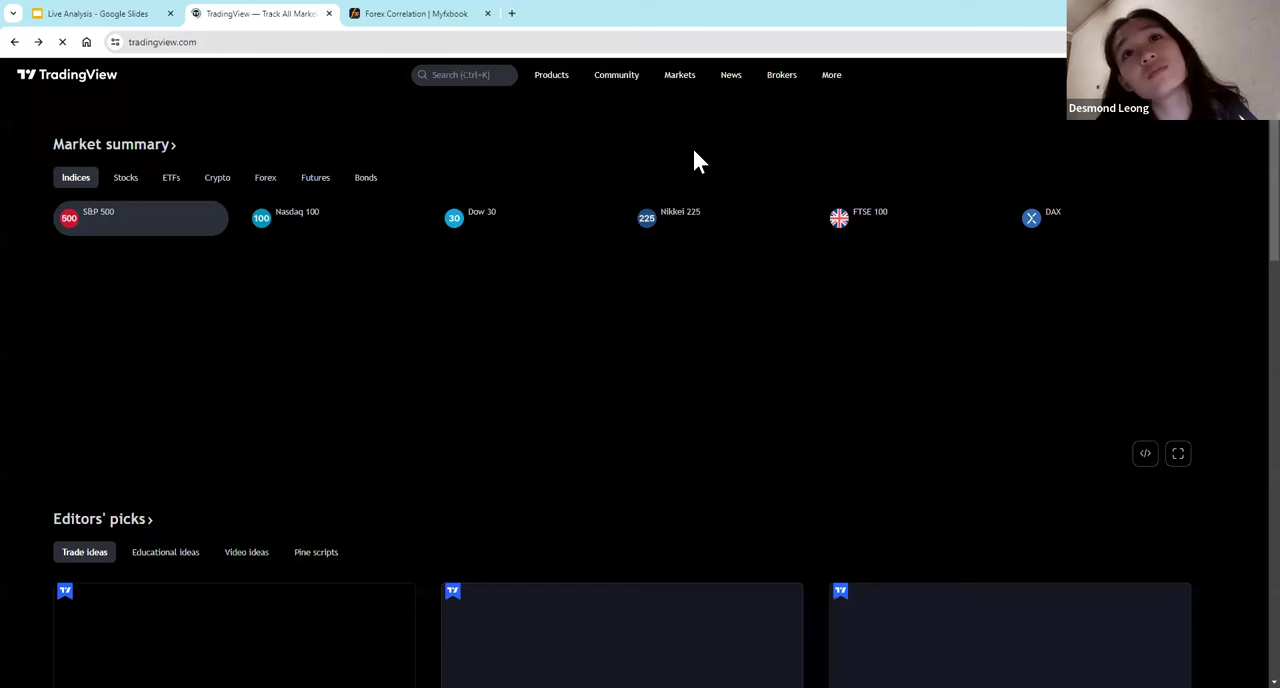 Live Analysis - Google Slides
TradingView — Track All Marke
Forex Correlation | Myfxbook
tradingview.com
TradingView
Search (Ctrl+K)
Products
Community
Markets
News
Brokers
More
Desmond Leong
Market summary
Indices
Stocks
ETFs
Crypto
Forex
Futures
Bonds
500
S&P 500
100
Nasdaq 100
30
Dow 30
225
Nikkei 225
FTSE 100
X
DAX
Editors' picks
Trade ideas
Educational ideas
Video ideas
Pine scripts